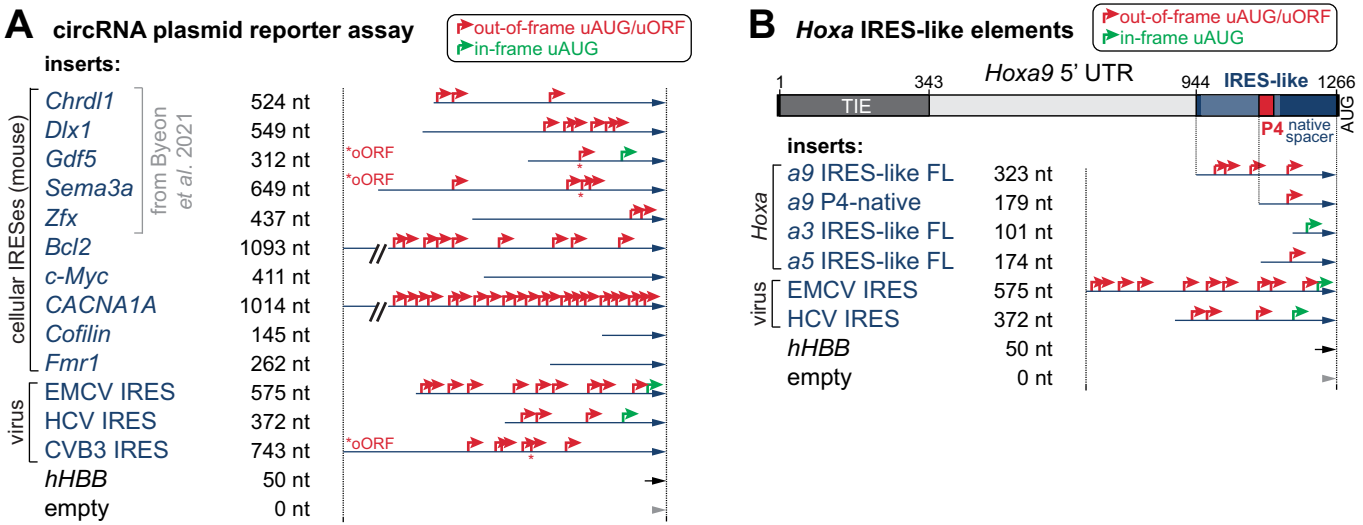 A circRNA plasmid reporter assay
out-of-frame uAUG/uORF
in-frame uAUG
inserts:
cellular IRESes (m. mouse)
from Byeon
et al. 2021
Chrdl1 524 nt
Dlx1 549 nt
Gdf5 312 nt *oORF
*
Sema3a 649 nt *oORF
*
Zfx 437 nt
Bcl2 1093 nt
c-Myc 411 nt
CACNA1A 1014 nt
Cofilin 145 nt
Fmr1 262 nt
virus
EMCV IRES 575 nt
HCV IRES 372 nt
CVB3 IRES 743 nt *oORF
*
hHBB 50 nt
empty 0 nt
B Hoxa IRES-like elements
out-of-frame uAUG/uORF
in-frame uAUG
1 343 Hoxa9 5' UTR 944 IRES-like 1266
TIE
AUG
P4 native
spacer
inserts:
Hoxa
a9 IRES-like FL 323 nt
a9 P4-native 179 nt
a3 IRES-like FL 101 nt
a5 IRES-like FL 174 nt
virus
EMCV IRES 575 nt
HCV IRES 372 nt
hHBB 50 nt
empty 0 nt